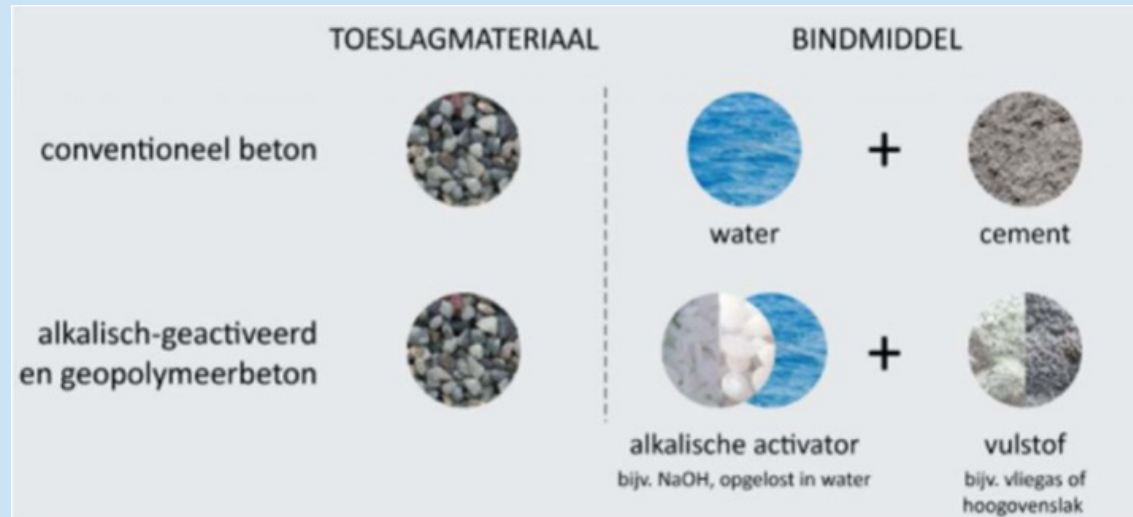 TOESLAGMATERIAAL BINDMIDDEL
conventioneel beton
+
water cement
alkalisch-geactiveerd
en geopolymeerbeton
+
alkalische activator vulstof
bijv. NaOH, opgelost in water bijv. vliegas of
hoogovenslak